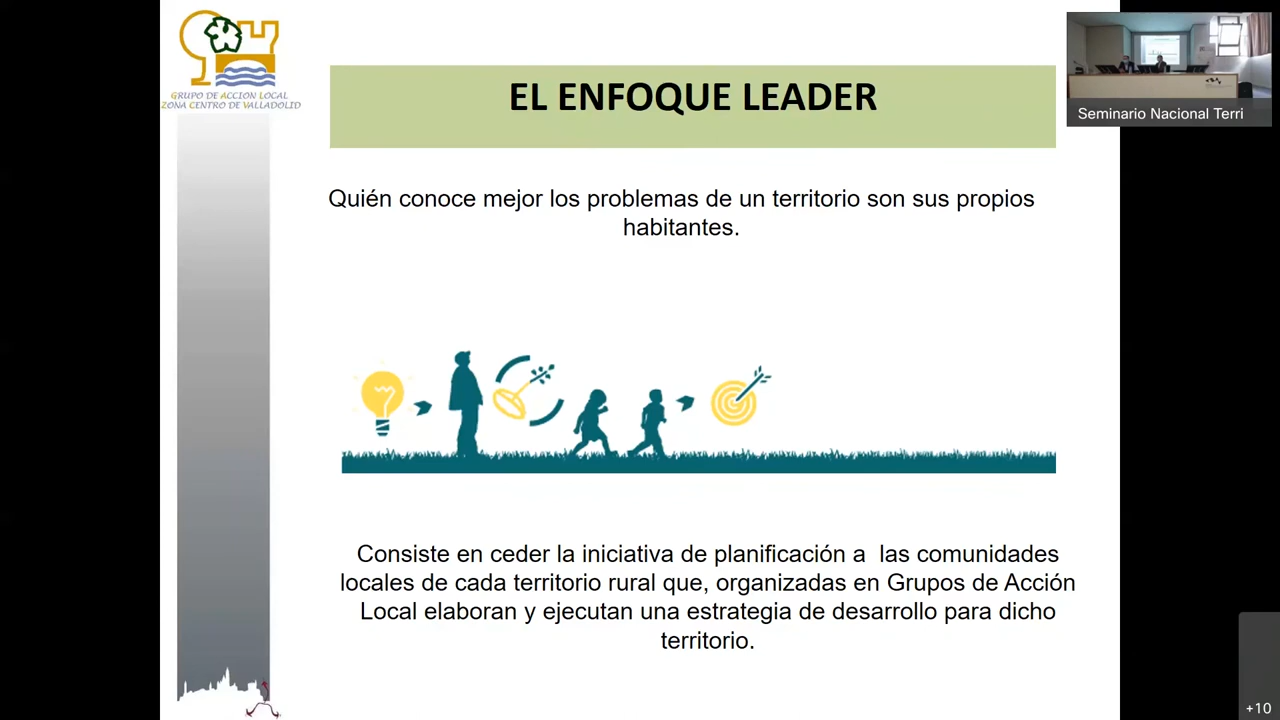 GRUPO DE ACCION LOCAL
ZONA CENTRO DE VALLADOLID
EL ENFOQUE LEADER
Seminario Nacional Terri
Quién conoce mejor los problemas de un territorio son sus propios
habitantes.
Consiste en ceder la iniciativa de planificación a  las comunidades
locales de cada territorio rural que, organizadas en Grupos de Acción
Local elaboran y ejecutan una estrategia de desarrollo para dicho
territorio.
+10